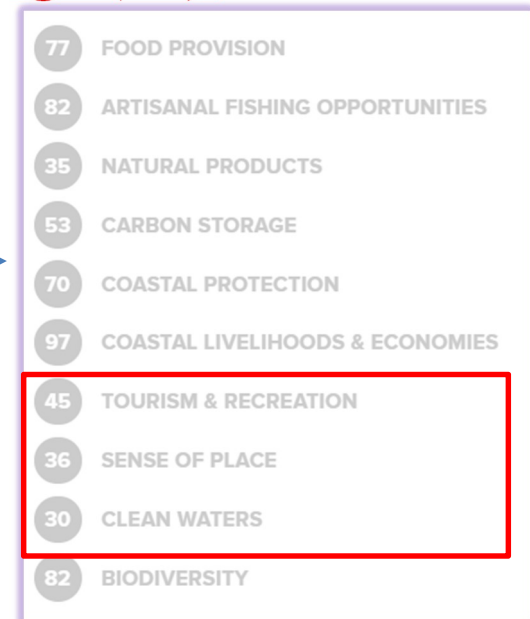 77 FOOD PROVISION
82 ARTISANAL FISHING OPPORTUNITIES
35 NATURAL PRODUCTS
53 CARBON STORAGE
70 COASTAL PROTECTION
97 COASTAL LIVELIHOODS & ECONOMIES
45 TOURISM & RECREATION
36 SENSE OF PLACE
30 CLEAN WATERS
82 BIODIVERSITY